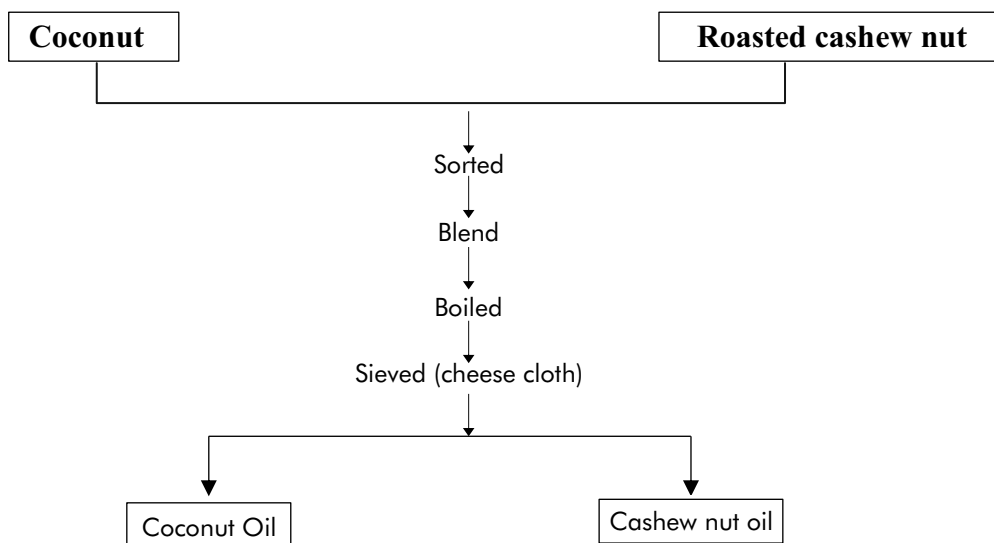 Coconut
Roasted cashew nut
Sorted
Blend
Boiled
Sieved (cheese cloth)
Coconut Oil
Cashew nut oil